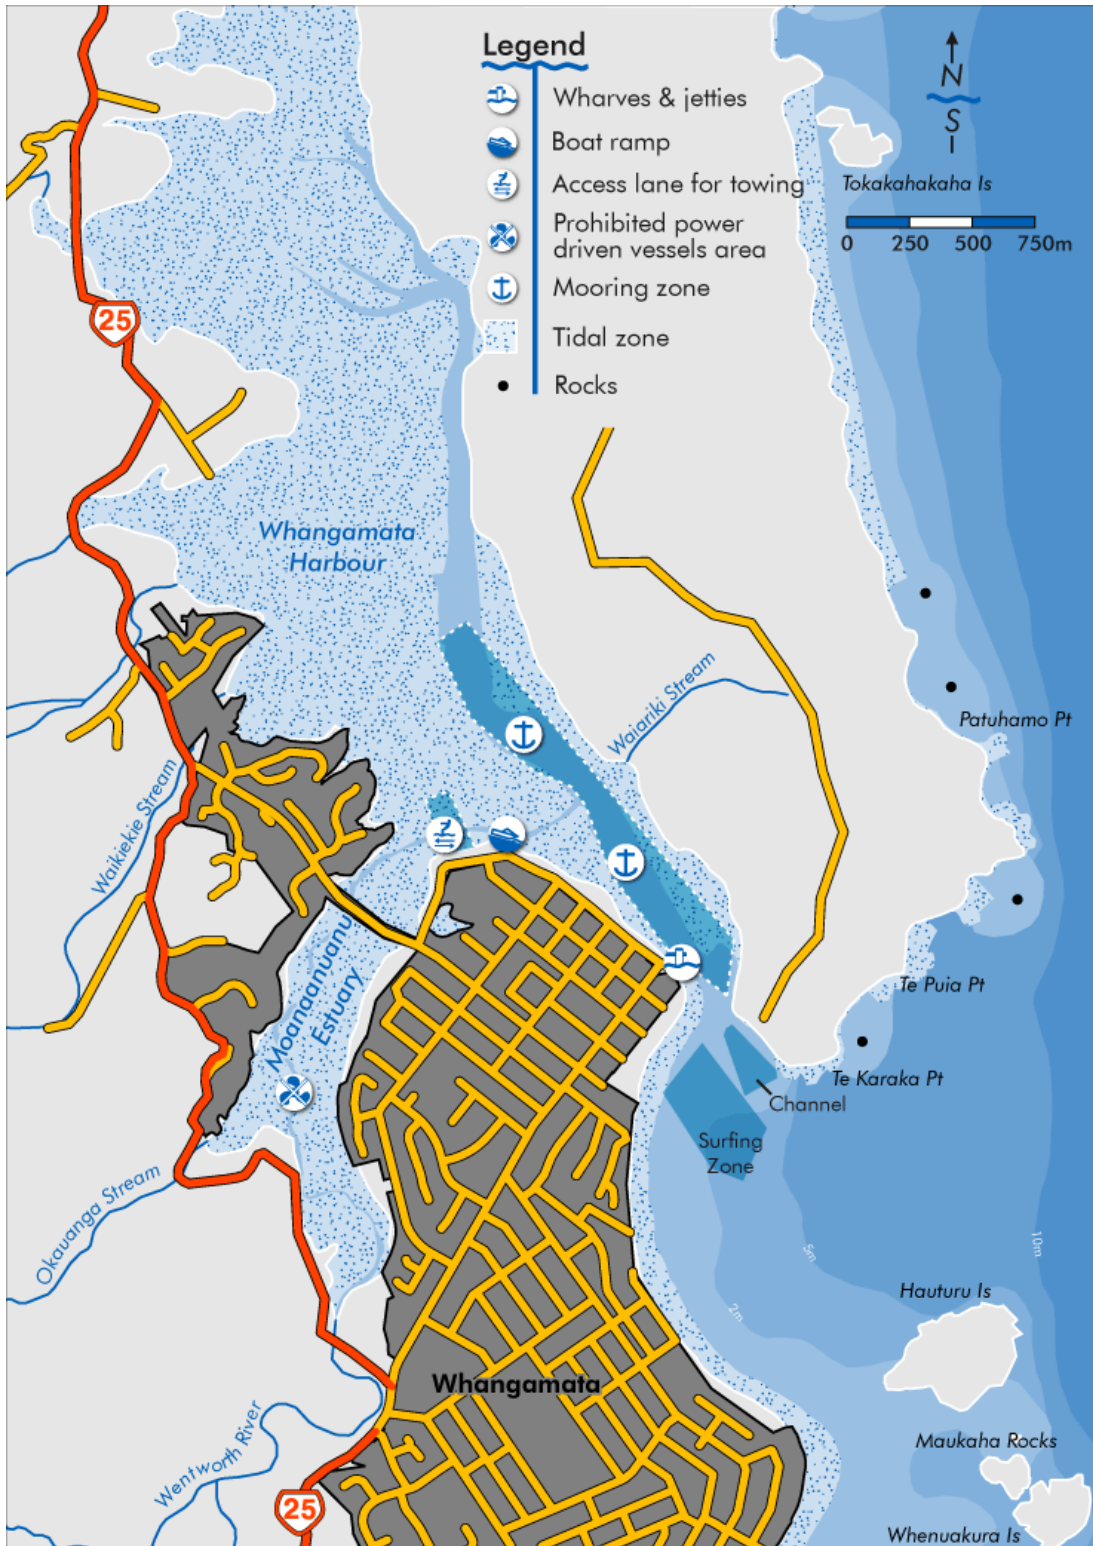 Legend
Wharves & jetties
Boat ramp
Access lane for towing
Prohibited power
driven vessels area
Mooring zone
Tidal zone
Rocks
N
S
Tokakahakaha Is
0 250 500 750m
25
Whangamata
Harbour
Waiariki Stream
Patuhamo Pt
Waikiekie Stream
Moanaanuanu
Estuary
Te Puia Pt
Te Karaka Pt
Channel
Surfing
Zone
Okauanga Stream
5m
10m
2m
Hauturu Is
Whangamata
Wentworth River
Maukaha Rocks
25
Whenuakura Is